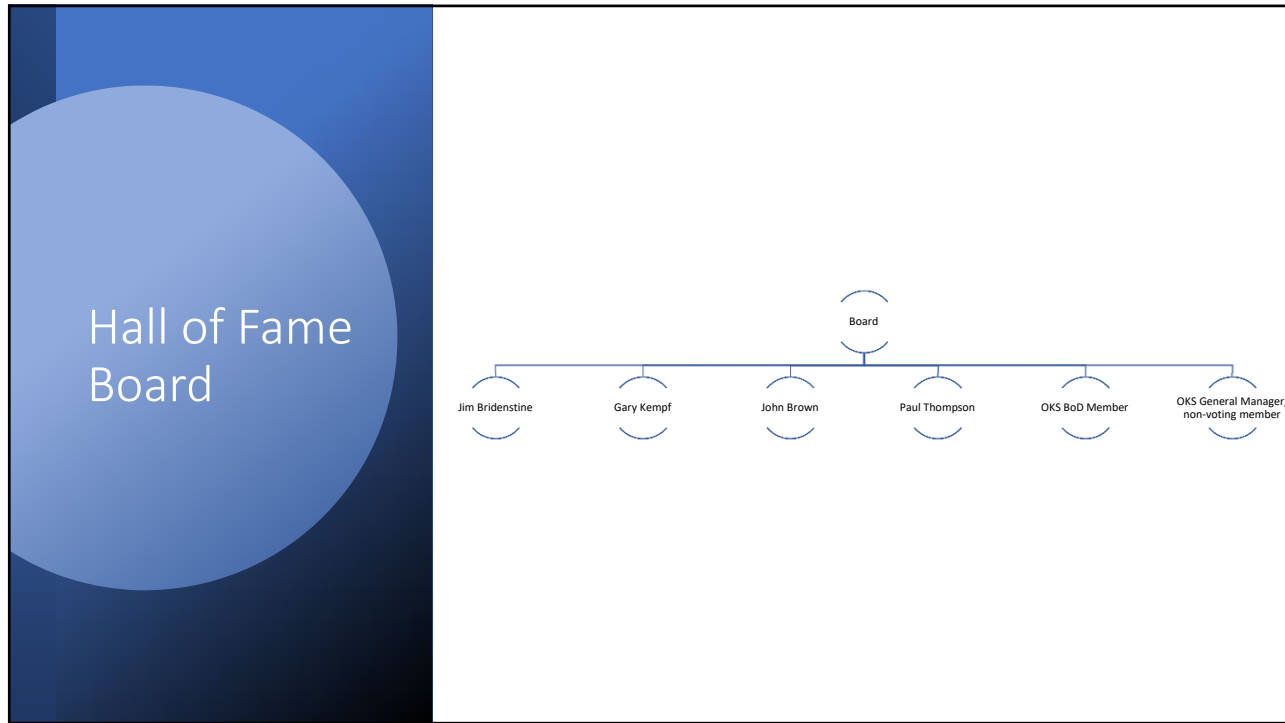 Hall of Fame
Board
Board
Jim Bridenstine
Gary Kempf
John Brown
Paul Thompson
OKS BoD Member
OKS General Manager,
non-voting member